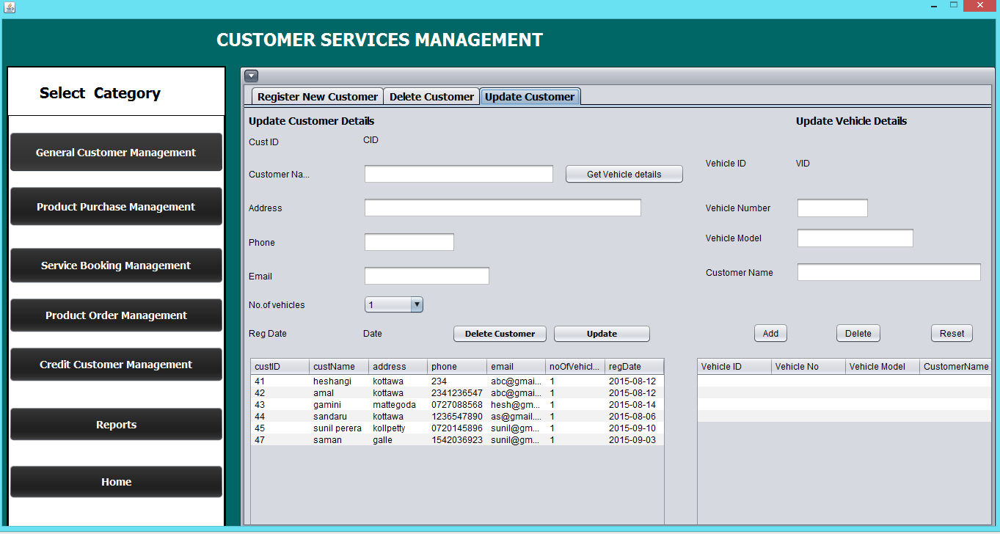 CUSTOMER SERVICES MANAGEMENT
Select Category
General Customer Management
Product Purchase Management
Service Booking Management
Product Order Management
Credit Customer Management
Reports
Home
Register New Customer Delete Customer Update Customer
Update Customer Details
Cust ID CID
Customer Na... Get Vehicle details
Address
Phone
Email
No.of vehicles 1
Reg Date Date Delete Customer Update
Update Vehicle Details
Vehicle ID VID
Vehicle Number
Vehicle Model
Customer Name
Add Delete Reset
custID custName address phone email noOfVehicl... regDate
41 heshangi kottawa 234 abc@gmai... 1 2015-08-12
42 amal kottawa 2341236547 abc@gmai... 1 2015-08-12
43 gamini mattegoda 0727088568 hesh@gm... 1 2015-08-14
44 sandaru kottawa 1236547890 as@gmail.... 1 2015-08-06
45 sunil perera kollpetty 0720145896 sunil@gm... 1 2015-09-10
47 saman galle 1542036923 sunil@gm... 1 2015-09-03
Vehicle ID Vehicle No Vehicle Model CustomerName